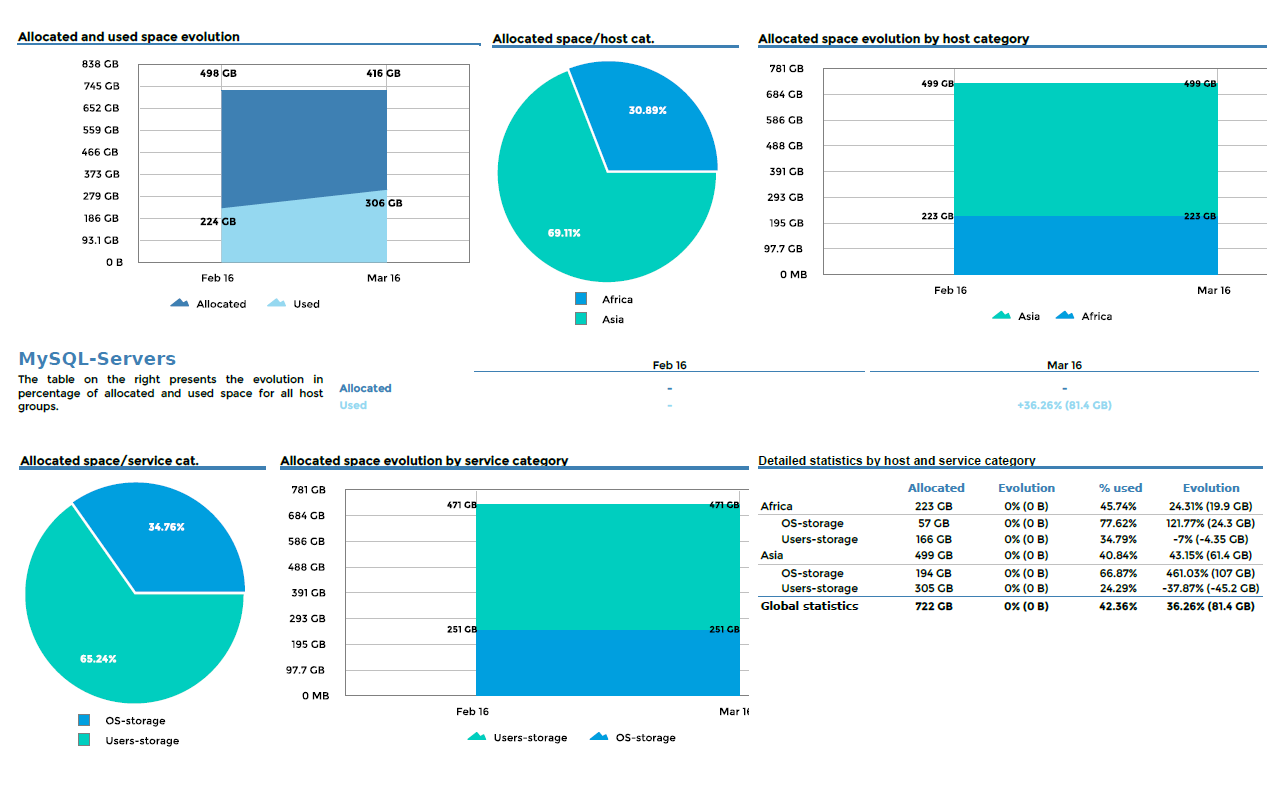 Allocated and used space evolution
838 GB
745 GB
652 GB
559 GB
466 GB
373 GB
279 GB
186 GB
93.1 GB
0 B
498 GB
416 GB
224 GB
306 GB
Feb 16
Mar 16
Allocated
Used
Allocated space/host cat.
30.89%
69.11%
Africa
Asia
Allocated space evolution by host category
781 GB
684 GB
586 GB
488 GB
391 GB
293 GB
195 GB
97.7 GB
0 MB
499 GB
499 GB
223 GB
223 GB
Feb 16
Mar 16
Asia
Africa
MySQL-Servers
The table on the right presents the evolution in
percentage of allocated and used space for all host
groups.
Feb 16 Mar 16
Allocated - -
Used - +36.26% (81.4 GB)
Allocated space/service cat.
34.76%
65.24%
OS-storage
Users-storage
Allocated space evolution by service category
781 GB
684 GB
586 GB
488 GB
391 GB
293 GB
195 GB
97.7 GB
0 MB
471 GB
471 GB
251 GB
251 GB
Feb 16
Mar 16
Users-storage
OS-storage
Detailed statistics by host and service category
Allocated Evolution % used Evolution
Africa 223 GB 0% (0 B) 45.74% 24.31% (19.9 GB)
OS-storage 57 GB 0% (0 B) 77.62% 121.77% (24.3 GB)
Users-storage 166 GB 0% (0 B) 34.79% -7% (-4.35 GB)
Asia 499 GB 0% (0 B) 40.84% 43.15% (61.4 GB)
OS-storage 194 GB 0% (0 B) 66.87% 461.03% (107 GB)
Users-storage 305 GB 0% (0 B) 24.29% -37.87% (-45.2 GB)
Global statistics 722 GB 0% (0 B) 42.36% 36.26% (81.4 GB)